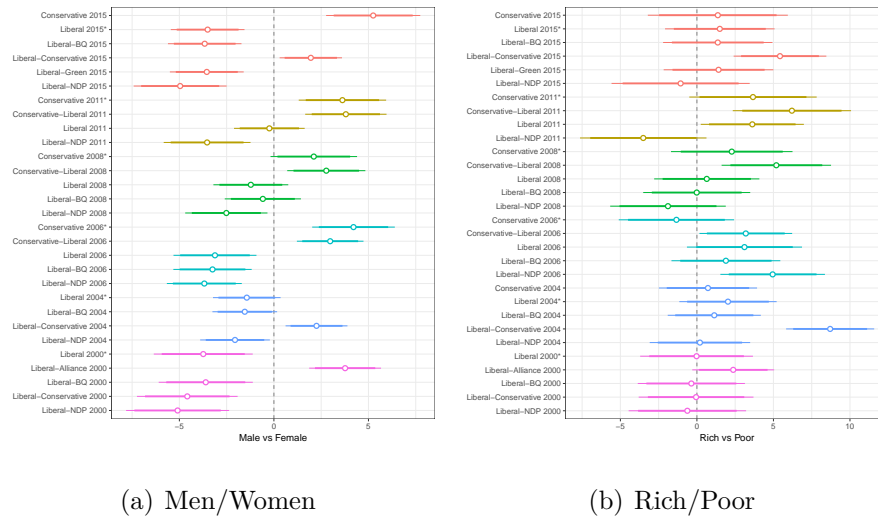 Conservative 2015
Liberal 2015*
Liberal−BQ 2015
Liberal−Conservative 2015
Liberal−Green 2015
Liberal−NDP 2015
Conservative 2011*
Conservative−Liberal 2011
Liberal 2011
Liberal−NDP 2011
Conservative 2008*
Conservative−Liberal 2008
Liberal 2008
Liberal−BQ 2008
Liberal−NDP 2008
Conservative 2006*
Conservative−Liberal 2006
Liberal 2006
Liberal−BQ 2006
Liberal−NDP 2006
Liberal 2004*
Liberal−BQ 2004
Liberal−Conservative 2004
Liberal−NDP 2004
Liberal 2000*
Liberal−Alliance 2000
Liberal−BQ 2000
Liberal−Conservative 2000
Liberal−NDP 2000
−5 0 5
Male vs Female
(a) Men/Women
Conservative 2015
Liberal 2015*
Liberal−BQ 2015
Liberal−Conservative 2015
Liberal−Green 2015
Liberal−NDP 2015
Conservative 2011*
Conservative−Liberal 2011
Liberal 2011
Liberal−NDP 2011
Conservative 2008*
Conservative−Liberal 2008
Liberal 2008
Liberal−BQ 2008
Liberal−NDP 2008
Conservative 2006*
Conservative−Liberal 2006
Liberal 2006
Liberal−BQ 2006
Liberal−NDP 2006
Conservative 2004
Liberal 2004*
Liberal−BQ 2004
Liberal−Conservative 2004
Liberal−NDP 2004
Liberal 2000*
Liberal−Alliance 2000
Liberal−BQ 2000
Liberal−Conservative 2000
Liberal−NDP 2000
−5 0 5 10
Rich vs Poor
(b) Rich/Poor